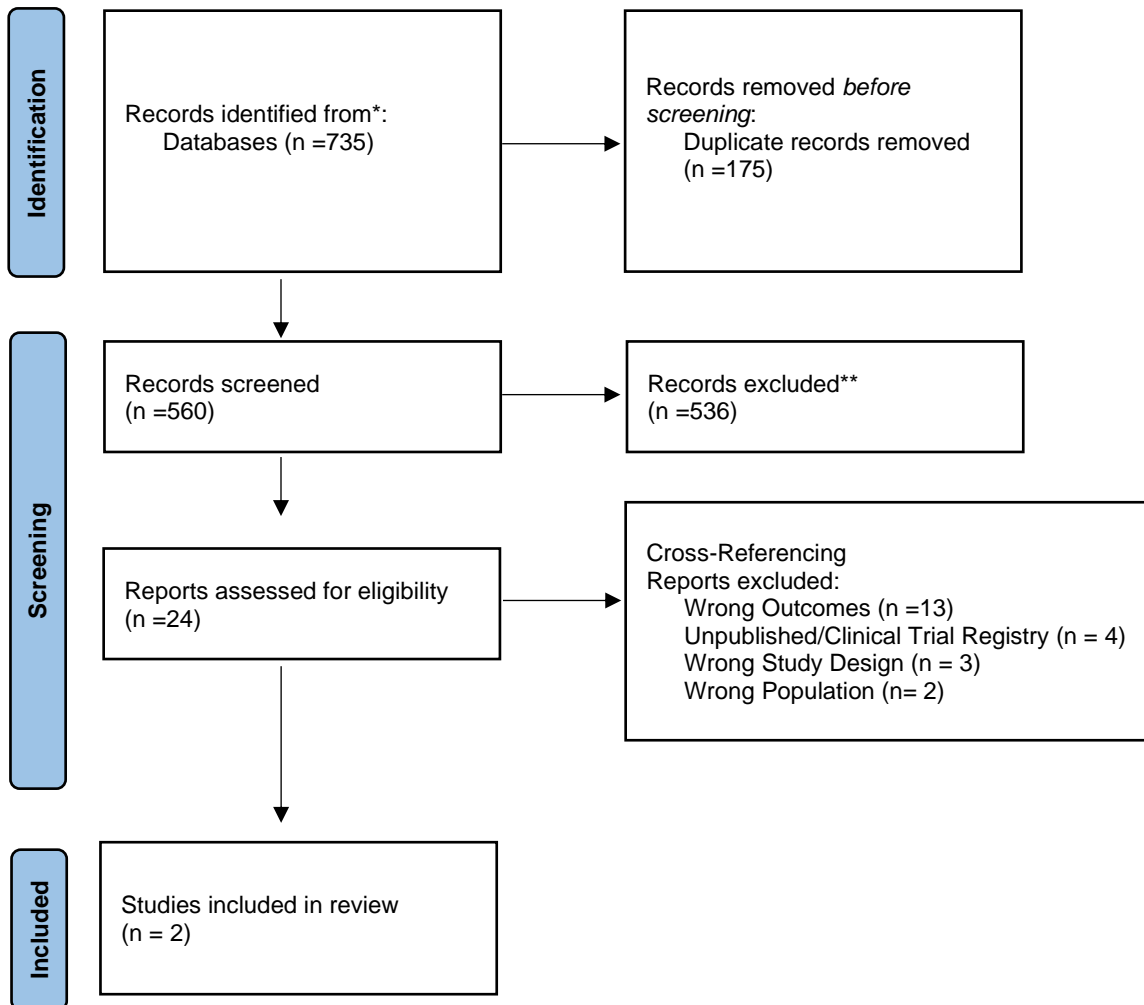 Identification
Records identified from*:
Databases (n =735)
Records removed before
screening:
Duplicate records removed
(n =175)
Screening
Records screened
(n =560)
Records excluded**
(n =536)
Reports assessed for eligibility
(n =24)
Cross-Referencing
Reports excluded:
Wrong Outcomes (n =13)
Unpublished/Clinical Trial Registry (n = 4)
Wrong Study Design (n = 3)
Wrong Population (n= 2)
Included
Studies included in review
(n = 2)